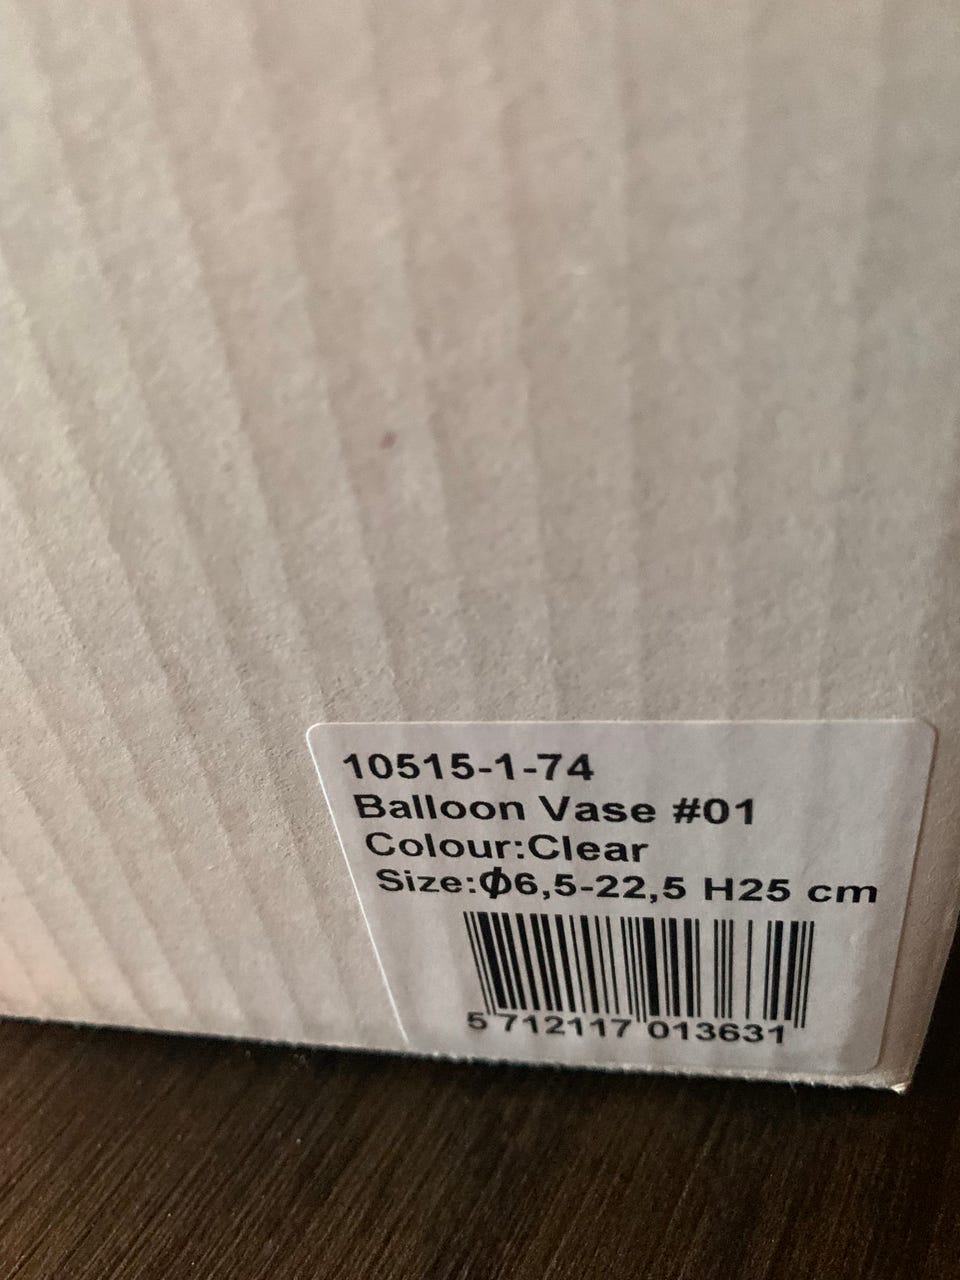 10515-1-74
Balloon Vase #01
Colour:Clear
Size:Φ6,5-22,5 H25 cm
5 712117 013631